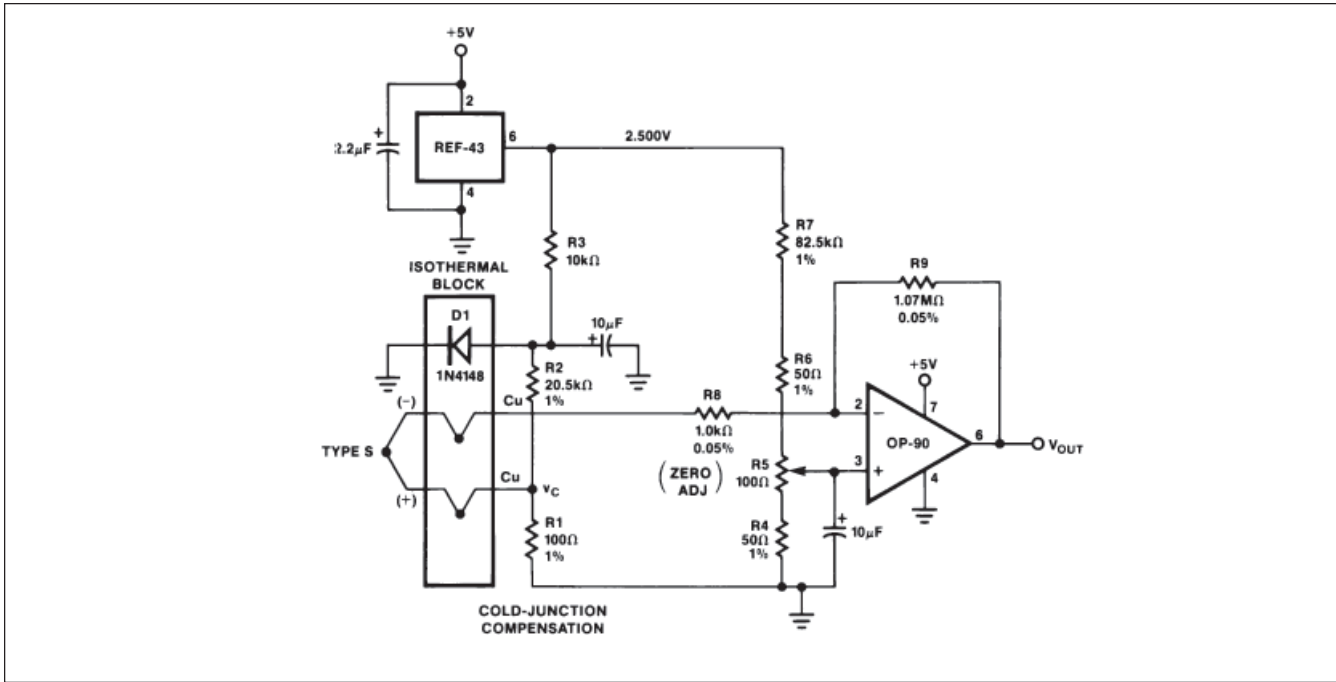 +5V
2
REF-43
6
2.500V
2.2µF
+
4
R3
10kΩ
R7
82.5kΩ
1%
R9
1.07MΩ
0.05%
ISOTHERMAL
BLOCK
D1
1N4148
10µF
+
R2
20.5kΩ
1%
R6
50Ω
1%
+5V
7
(−)
Cu
R8
1.0kΩ
0.05%
2
−
OP-90
6
VOUT
TYPE S
(ZERO
ADJ)
R5
100Ω
3
+
4
(+)
Cu
vC
R1
100Ω
1%
R4
50Ω
1%
+
10µF
COLD-JUNCTION
COMPENSATION